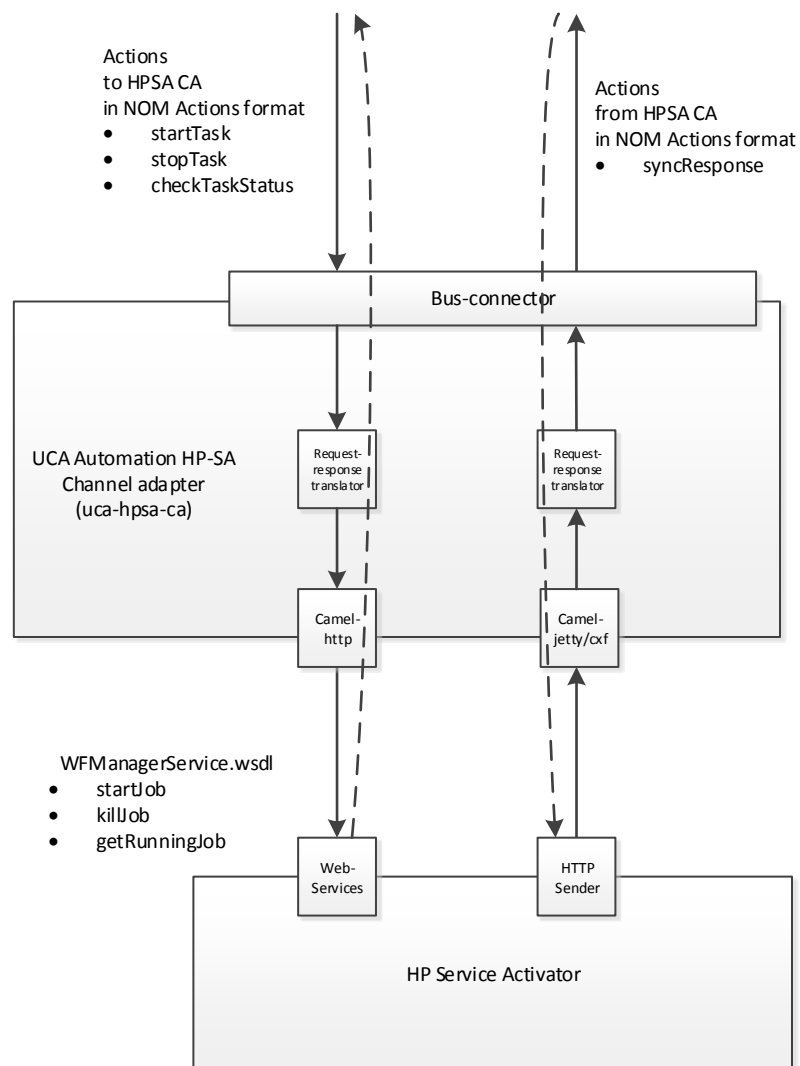 Actions
to HPSA CA
in NOM Actions format
• startTask
• stopTask
• checkTaskStatus
Actions
from HPSA CA
in NOM Actions format
• syncResponse
Bus-connector
UCA Automation HP-SA
Channel adapter
(uca-hpsa-ca)
Request-
response
translator
Request-
response
translator
Camel-
http
Camel-
jetty/cxf
WFManagerService.wsdl
• startJob
• killJob
• getRunningJob
Web-
Services
HTTP
Sender
HP Service Activator